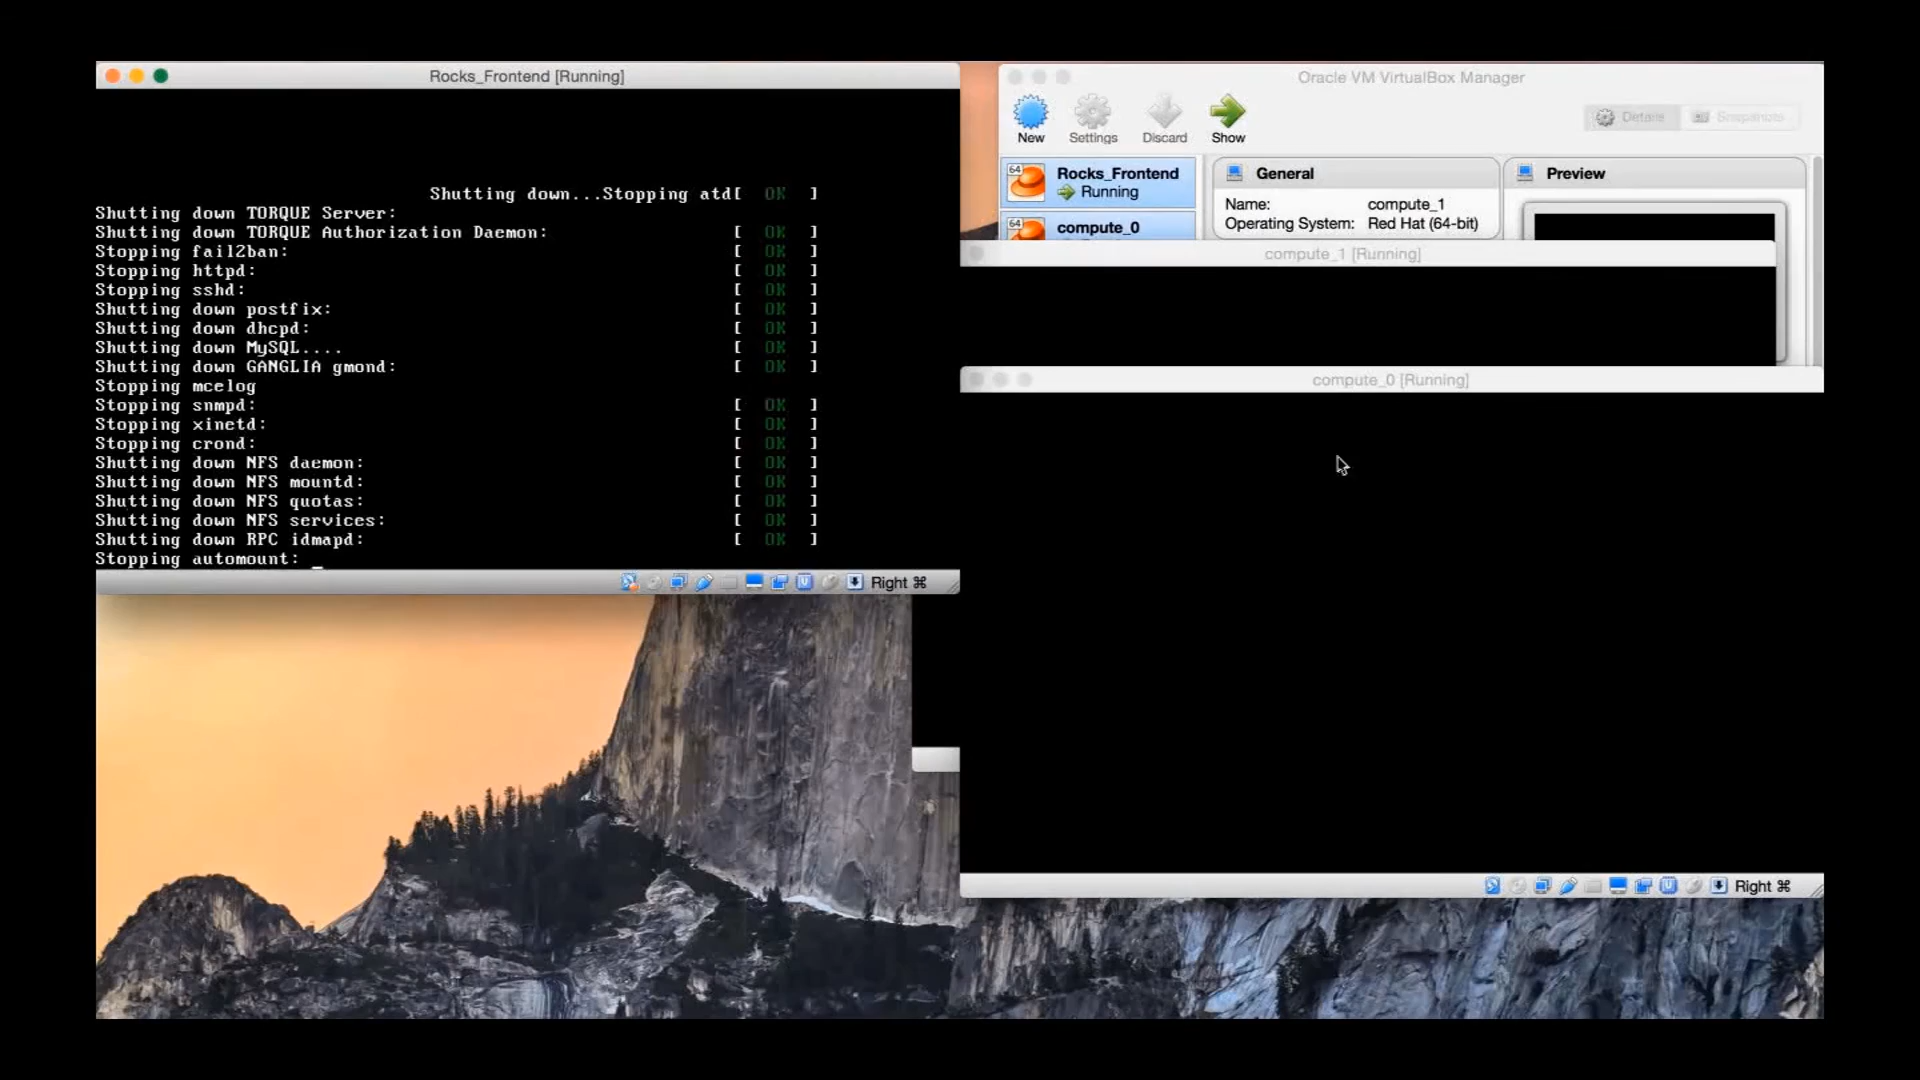 Rocks_Frontend [Running]
Shutting down...Stopping atd[ OK ]
Shutting down TORQUE Server:
Shutting down TORQUE Authorization Daemon: [ OK ]
Stopping fail2ban: [ OK ]
Stopping httpd: [ OK ]
Stopping sshd: [ OK ]
Shutting down postfix: [ OK ]
Shutting down dhcpd: [ OK ]
Shutting down MySQL.... [ OK ]
Shutting down GANGLIA gmond: [ OK ]
Stopping mcelog
Stopping snmpd: [ OK ]
Stopping xinetd: [ OK ]
Stopping crond: [ OK ]
Shutting down NFS daemon: [ OK ]
Shutting down NFS mountd: [ OK ]
Shutting down NFS quotas: [ OK ]
Shutting down NFS services: [ OK ]
Shutting down RPC idmapd: [ OK ]
Stopping automount: _
Right ⌘
Oracle VM VirtualBox Manager
New Settings Discard Show
Details Snapshots
64 Rocks_Frontend
Running
64 compute_0
General
Name: compute_1
Operating System: Red Hat (64-bit)
Preview
compute_1 [Running]
compute_0 [Running]
Right ⌘